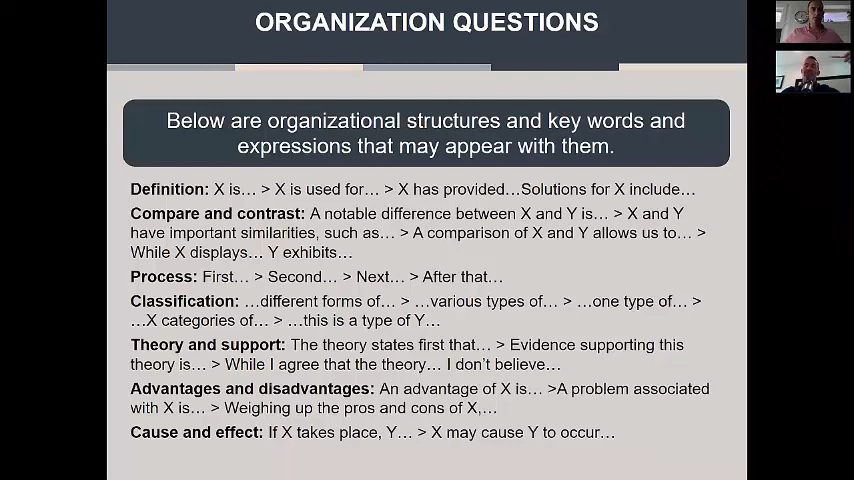 ORGANIZATION QUESTIONS
Below are organizational structures and key words and
expressions that may appear with them.
Definition: X is… > X is used for… > X has provided…Solutions for X include…
Compare and contrast: A notable difference between X and Y is… > X and Y
have important similarities, such as… > A comparison of X and Y allows us to… >
While X displays… Y exhibits…
Process: First… > Second… > Next… > After that…
Classification: …different forms of… > …various types of… > …one type of… >
…X categories of… > …this is a type of Y…
Theory and support: The theory states first that… > Evidence supporting this
theory is… > While I agree that the theory… I don’t believe…
Advantages and disadvantages: An advantage of X is… >A problem associated
with X is… > Weighing up the pros and cons of X,…
Cause and effect: If X takes place, Y… > X may cause Y to occur…